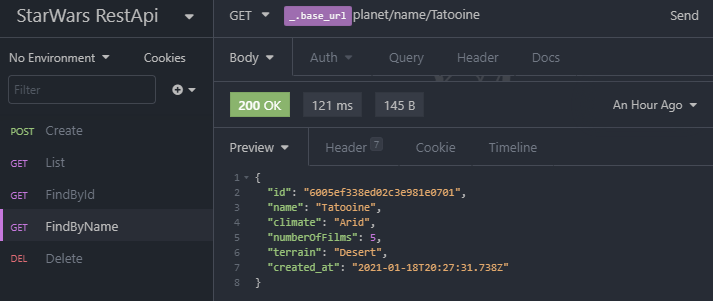 StarWars RestApi
GET _.base_url planet/name/Tatooine Send
No Environment Cookies
Body Auth Query Header Docs
Filter
200 OK 121 ms 145 B An Hour Ago
POST Create
GET List
GET FindById
GET FindByName
DEL Delete
Preview Header 7 Cookie Timeline
1 {
2 "id": "6005ef338ed02c3e981e0701",
3 "name": "Tatooine",
4 "climate": "Arid",
5 "numberOfFilms": 5,
6 "terrain": "Desert",
7 "created_at": "2021-01-18T20:27:31.738Z"
8 }